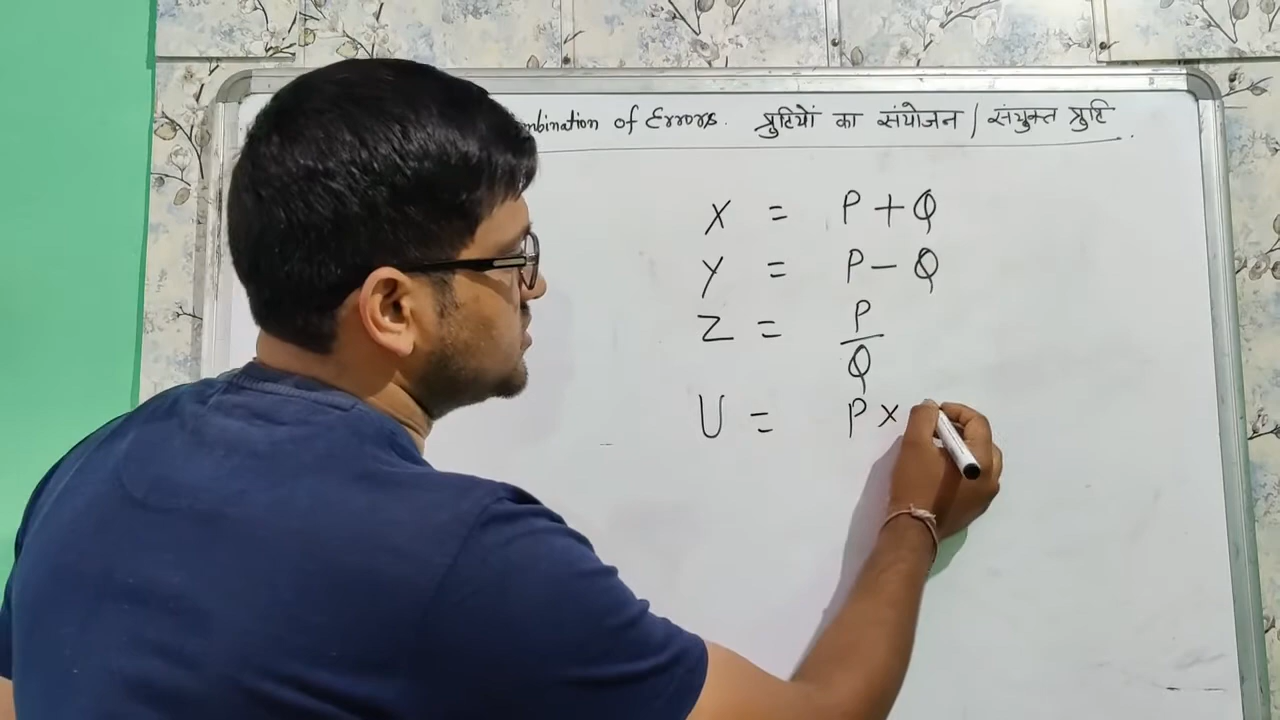 mbination of Errors. त्रुटियों का संयोजन / संयुक्त त्रुटि
X = P + Q
Y = P - Q
Z = P/Q
U = P ×